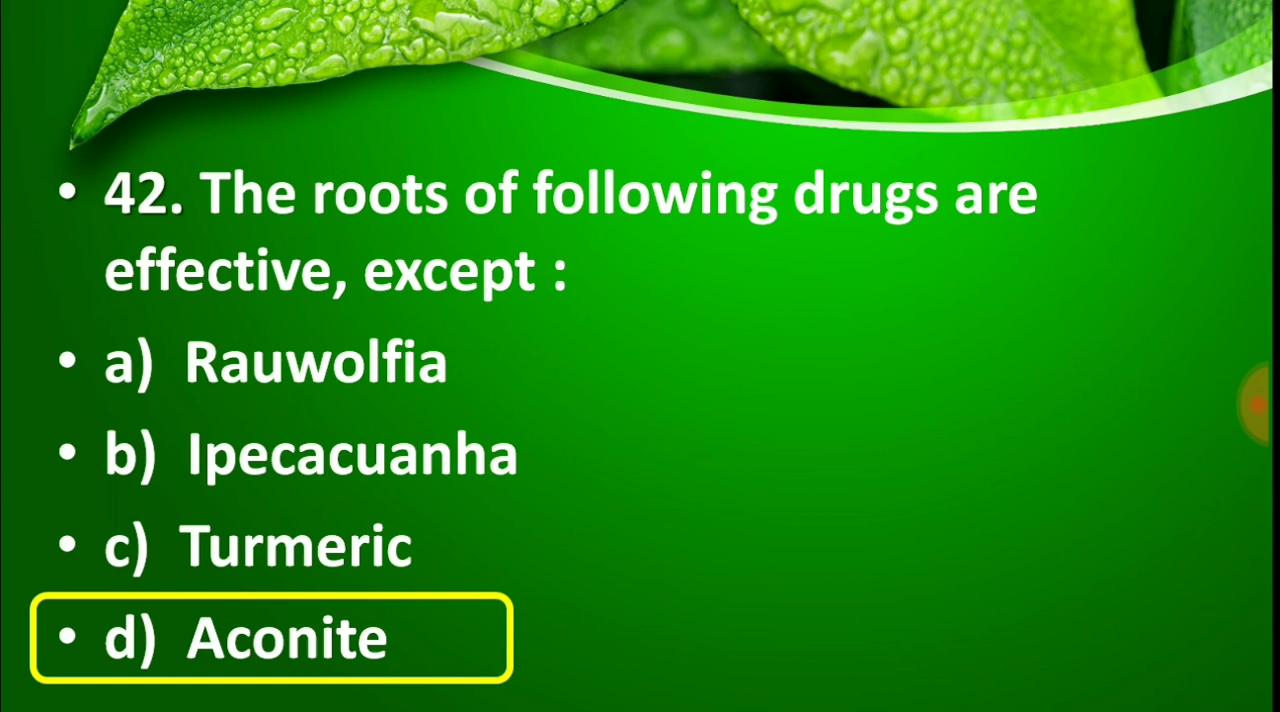 • 42. The roots of following drugs are
effective, except :
• a) Rauwolfia
• b) Ipecacuanha
• c) Turmeric
• d) Aconite